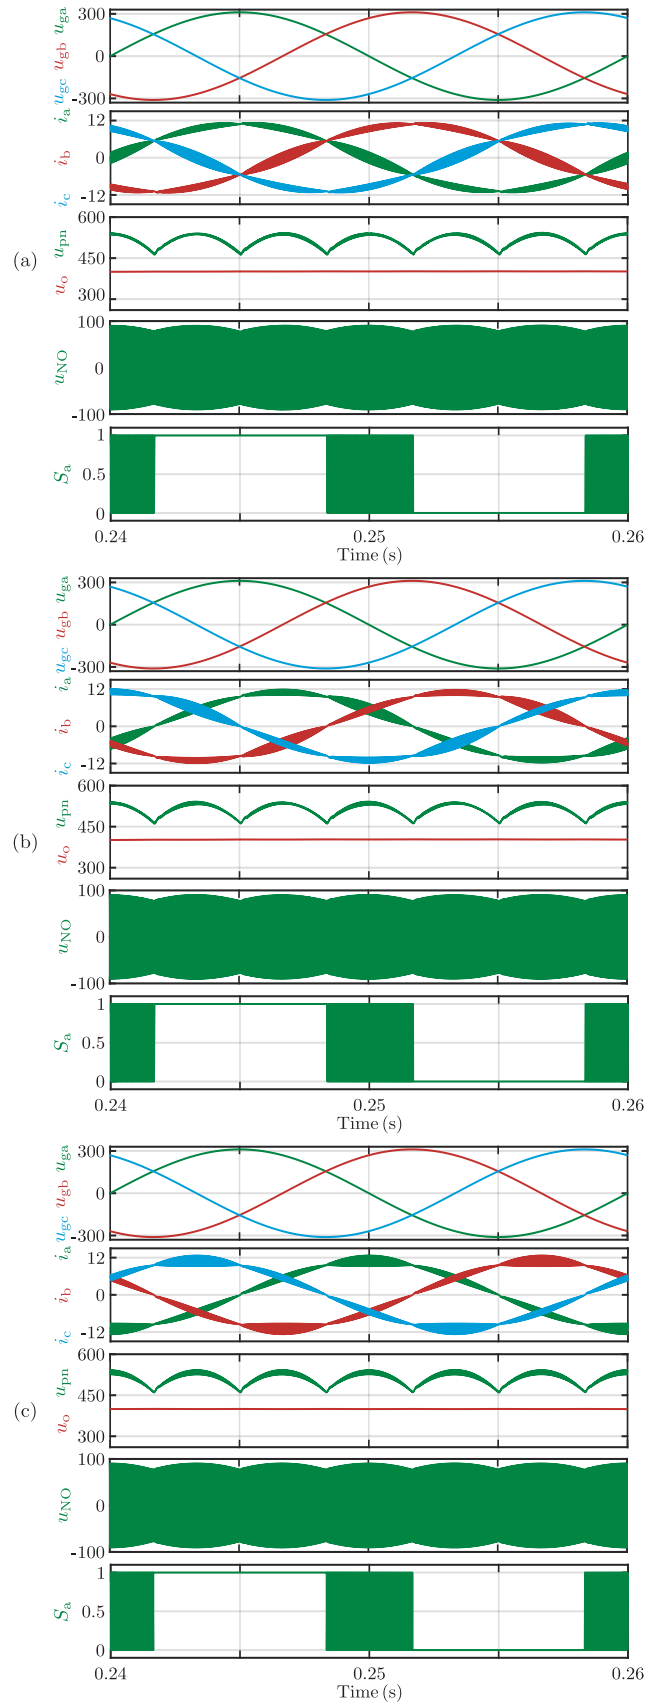 300
0
-300
u_ga
u_gb
u_gc
12
0
-12
i_a
i_b
i_c
600
450
300
u_pn
u_o
(a)
100
0
-100
u_NO
1
0.5
0
S_a
0.24
0.25
0.26
Time (s)
300
0
-300
u_ga
u_gb
u_gc
12
0
-12
i_a
i_b
i_c
600
450
300
u_pn
u_o
(b)
100
0
-100
u_NO
1
0.5
0
S_a
0.24
0.25
0.26
Time (s)
300
0
-300
u_ga
u_gb
u_gc
12
0
-12
i_a
i_b
i_c
600
450
300
u_pn
u_o
(c)
100
0
-100
u_NO
1
0.5
0
S_a
0.24
0.25
0.26
Time (s)